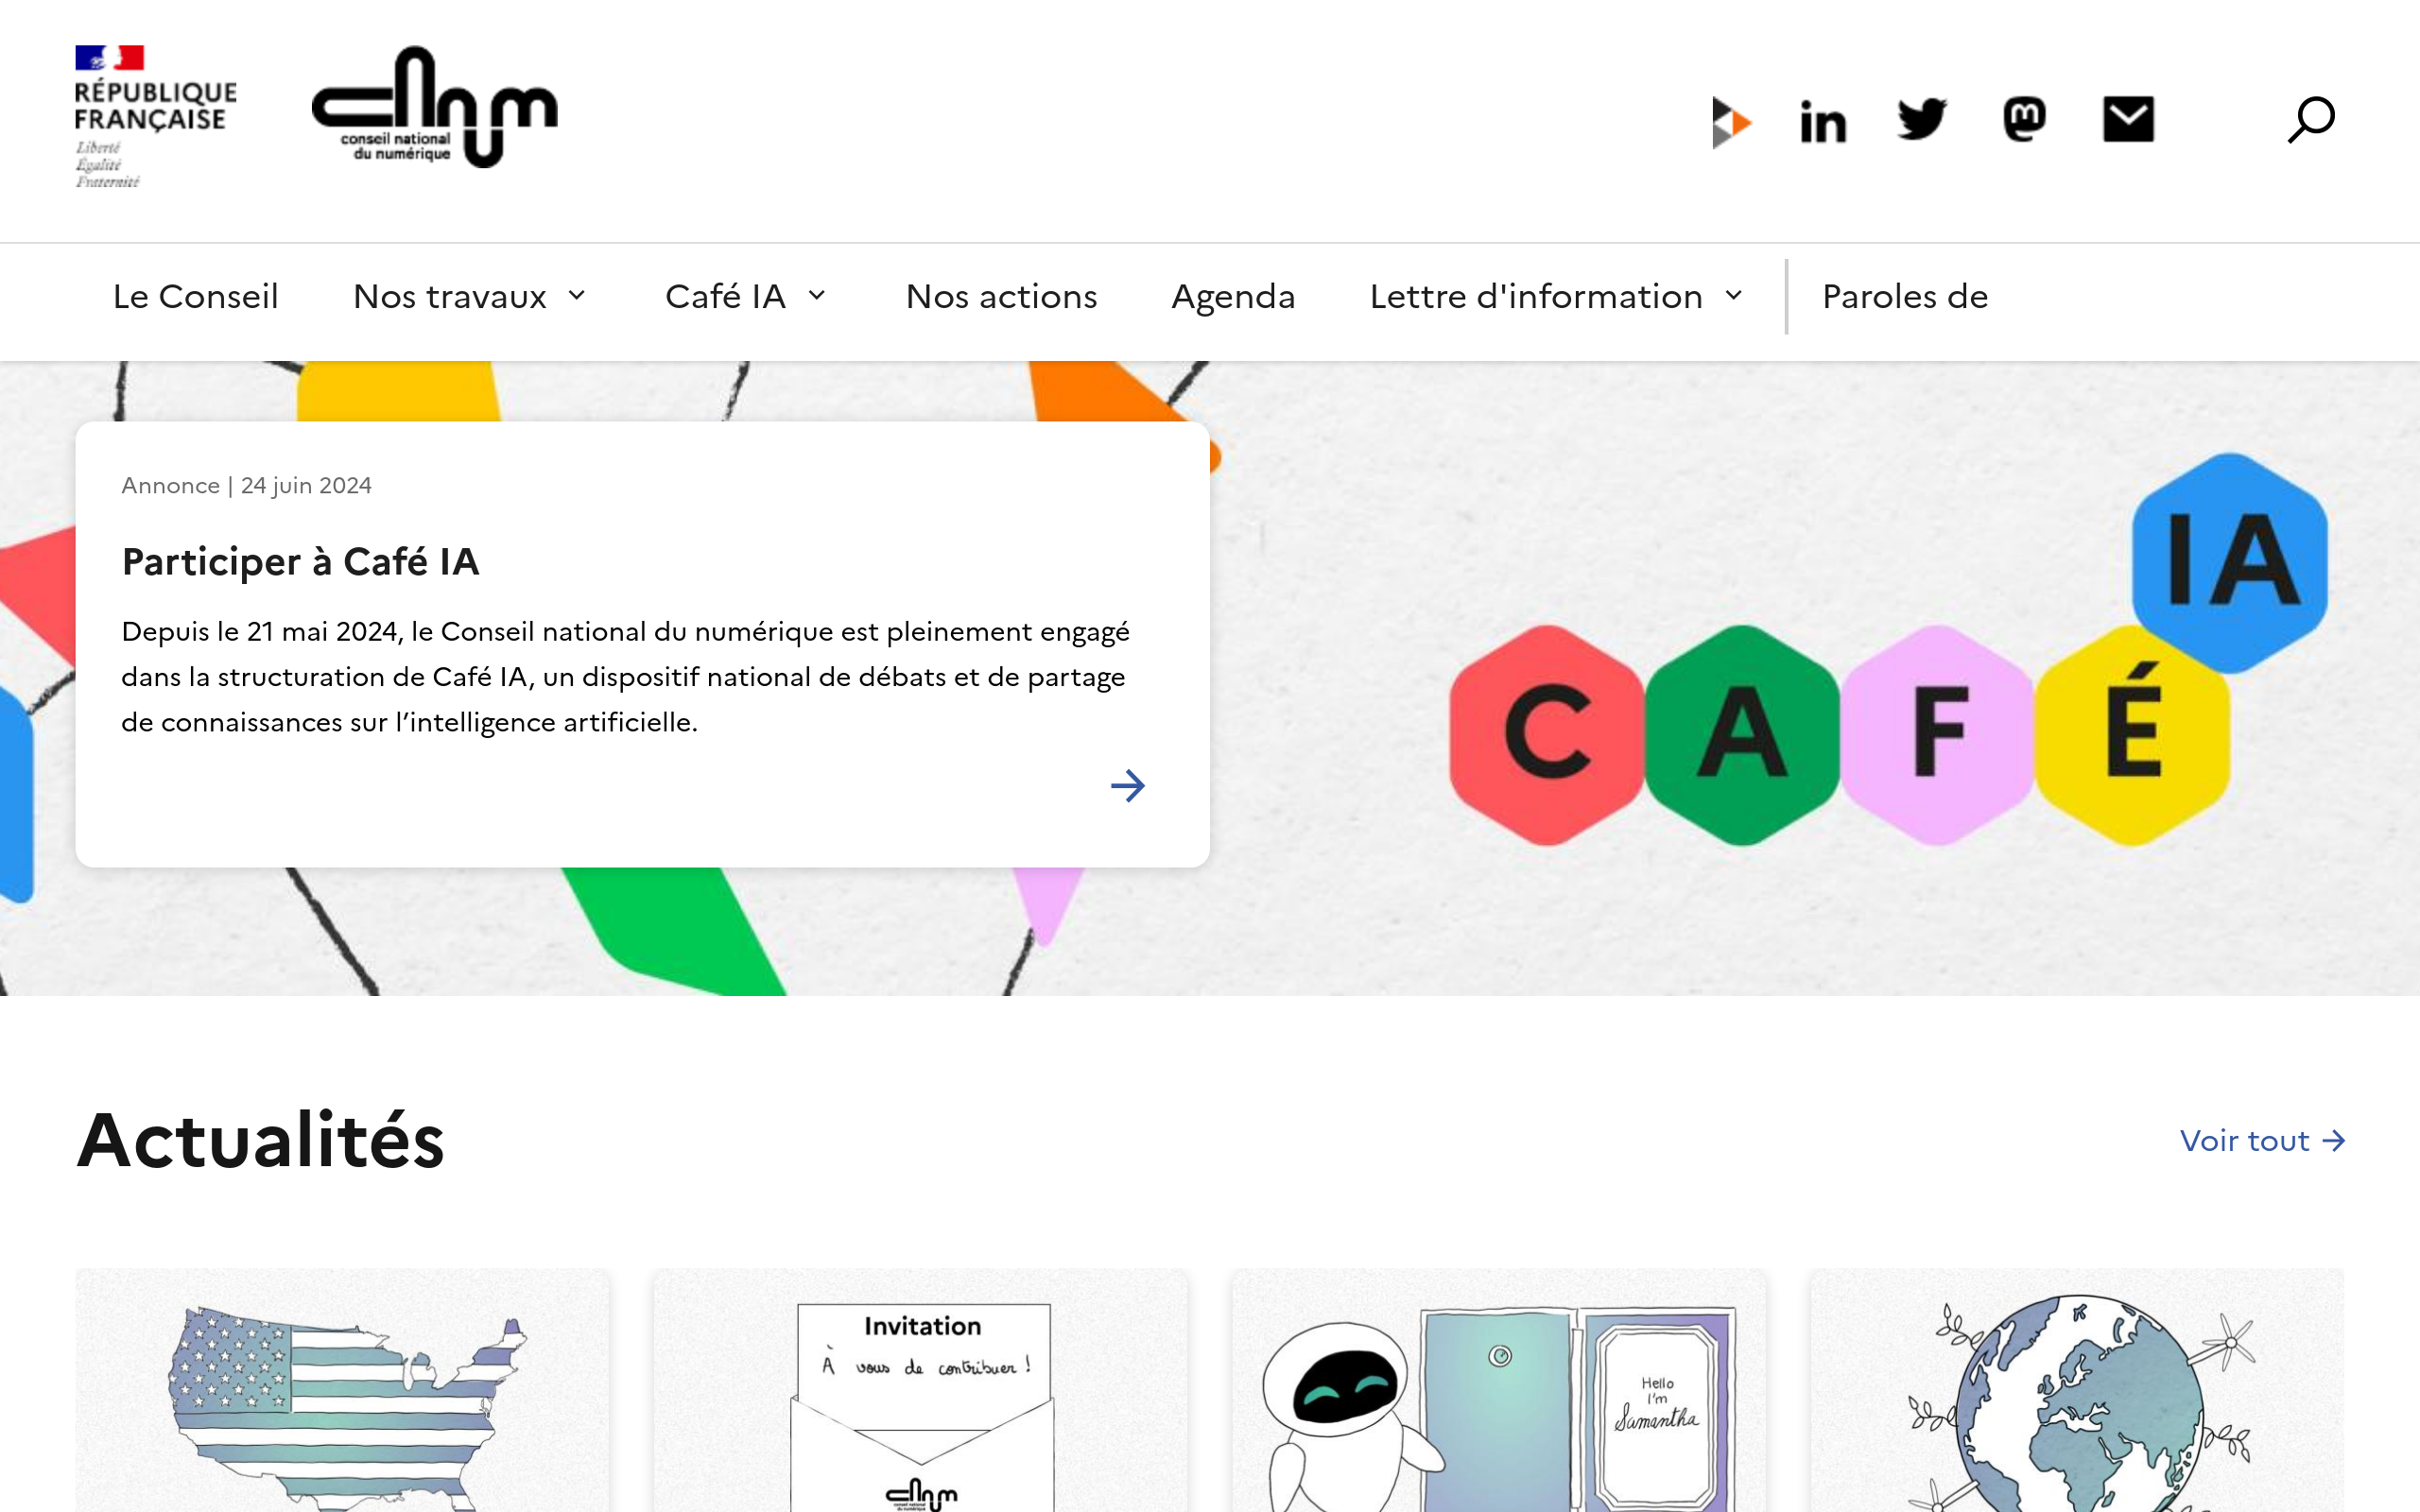 RÉPUBLIQUE
FRANÇAISE
Liberté
Égalité
Fraternité
conseil national
du numérique
Le Conseil
Nos travaux
Café IA
Nos actions
Agenda
Lettre d'information
Paroles de
Annonce | 24 juin 2024
Participer à Café IA
Depuis le 21 mai 2024, le Conseil national du numérique est pleinement engagé
dans la structuration de Café IA, un dispositif national de débats et de partage
de connaissances sur l’intelligence artificielle.
IA
CAFÉ
Actualités
Voir tout
Invitation
À vous de contribuer !
Hello
I'm
Samantha